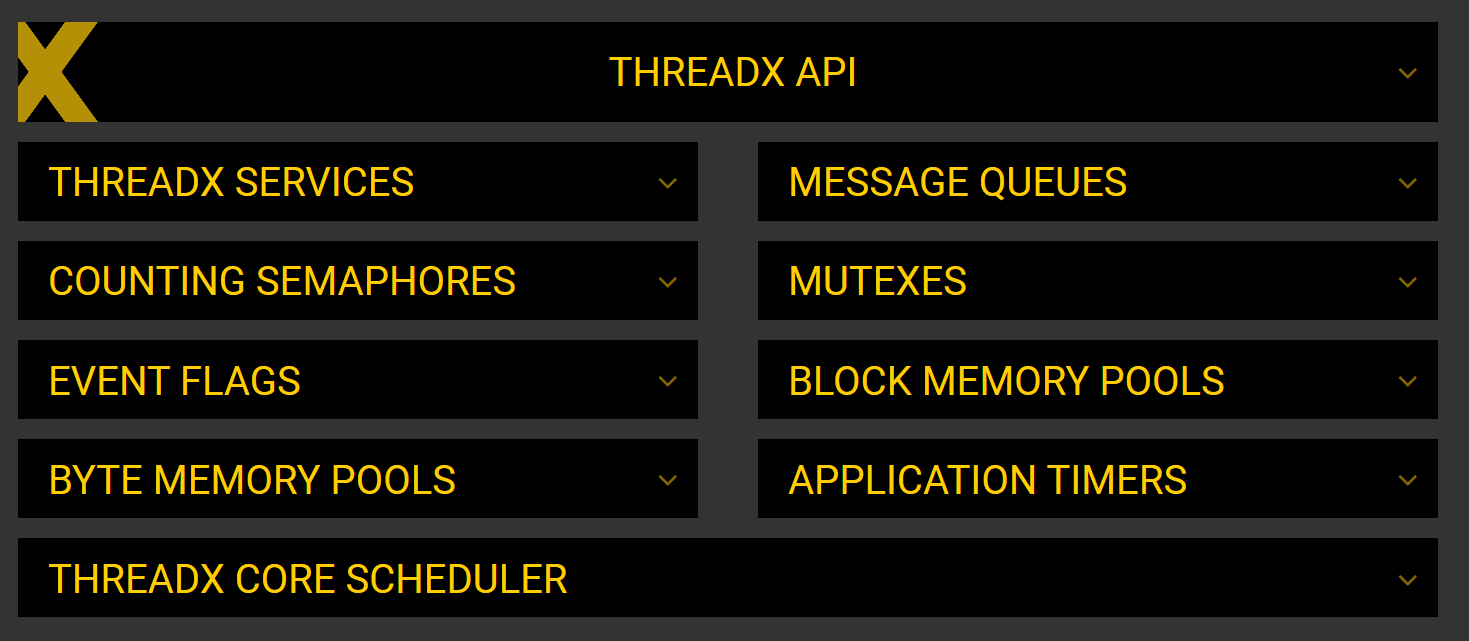 X
THREADX API
THREADX SERVICES
MESSAGE QUEUES
COUNTING SEMAPHORES
MUTEXES
EVENT FLAGS
BLOCK MEMORY POOLS
BYTE MEMORY POOLS
APPLICATION TIMERS
THREADX CORE SCHEDULER